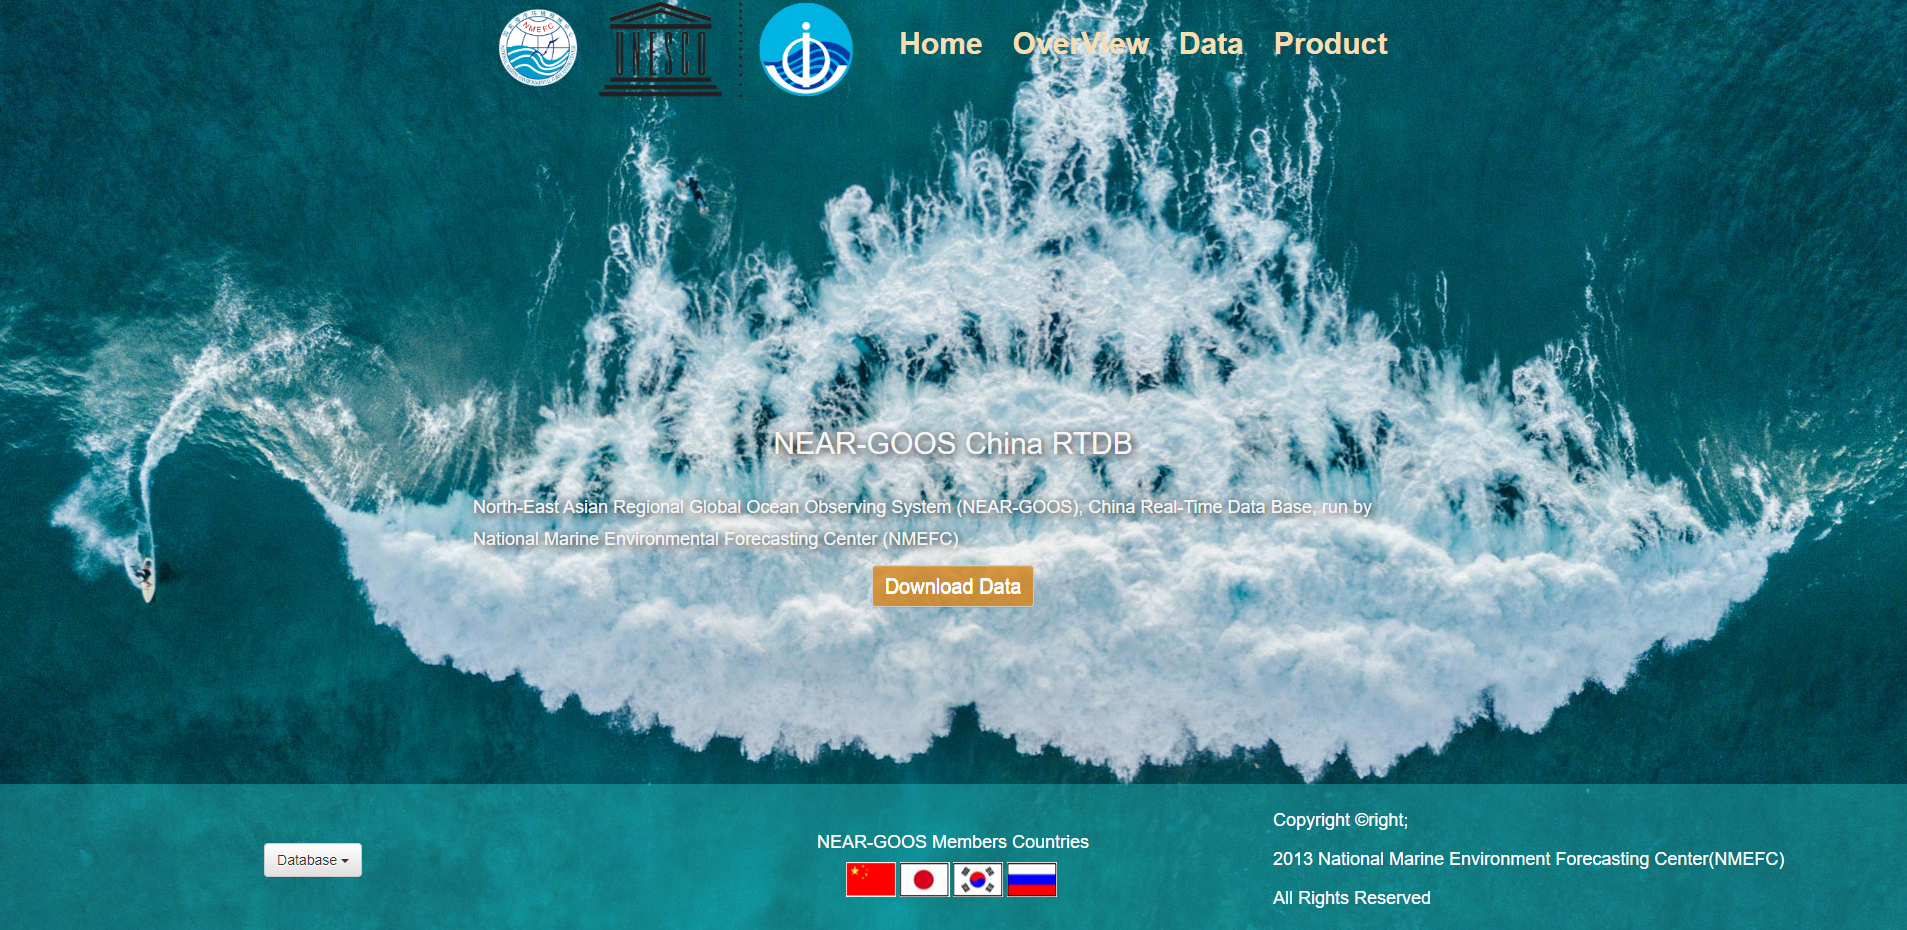 NMEFC
UNESCO
Home OverView Data Product
NEAR-GOOS China RTDB
North-East Asian Regional Global Ocean Observing System (NEAR-GOOS), China Real-Time Data Base, run by
National Marine Environmental Forecasting Center (NMEFC)
Download Data
Database
NEAR-GOOS Members Countries
Copyright ©right;
2013 National Marine Environment Forecasting Center(NMEFC)
All Rights Reserved